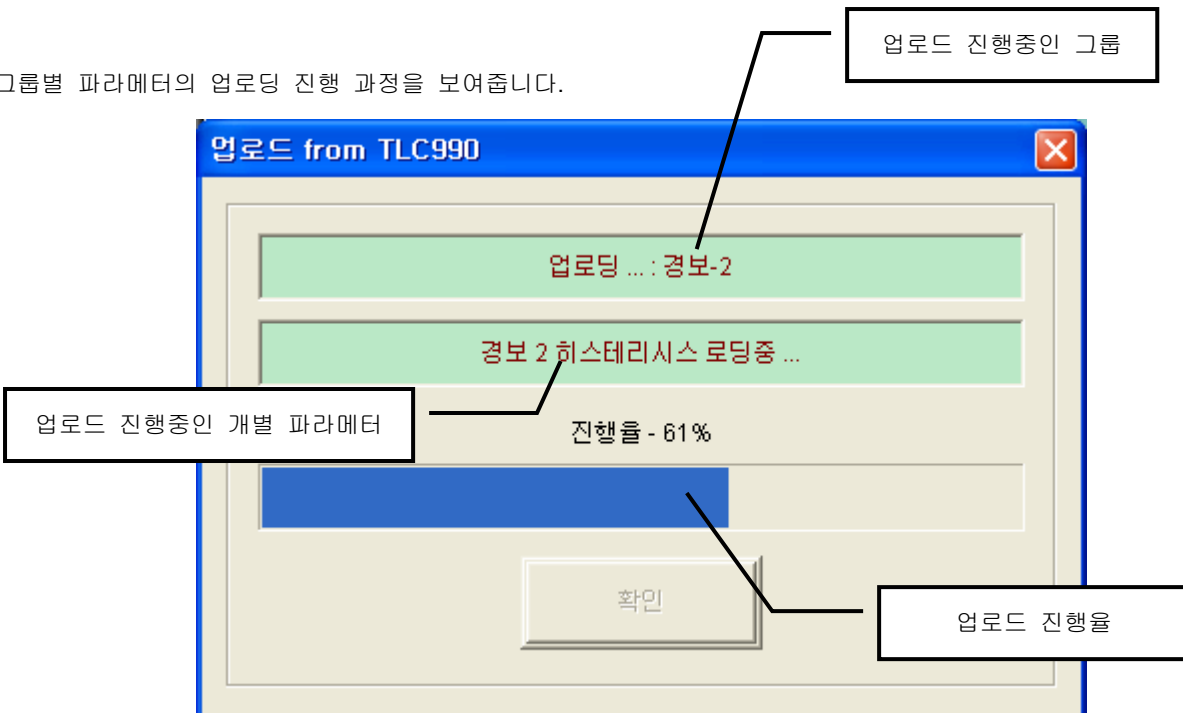 업로드 진행중인 그룹
그룹별 파라메터의 업로딩 진행 과정을 보여줍니다.
업로드 from TLC990
업로딩 ... : 경보-2
경보 2 히스테리시스 로딩중 ...
업로드 진행중인 개별 파라메터
진행율 - 61%
확인
업로드 진행율